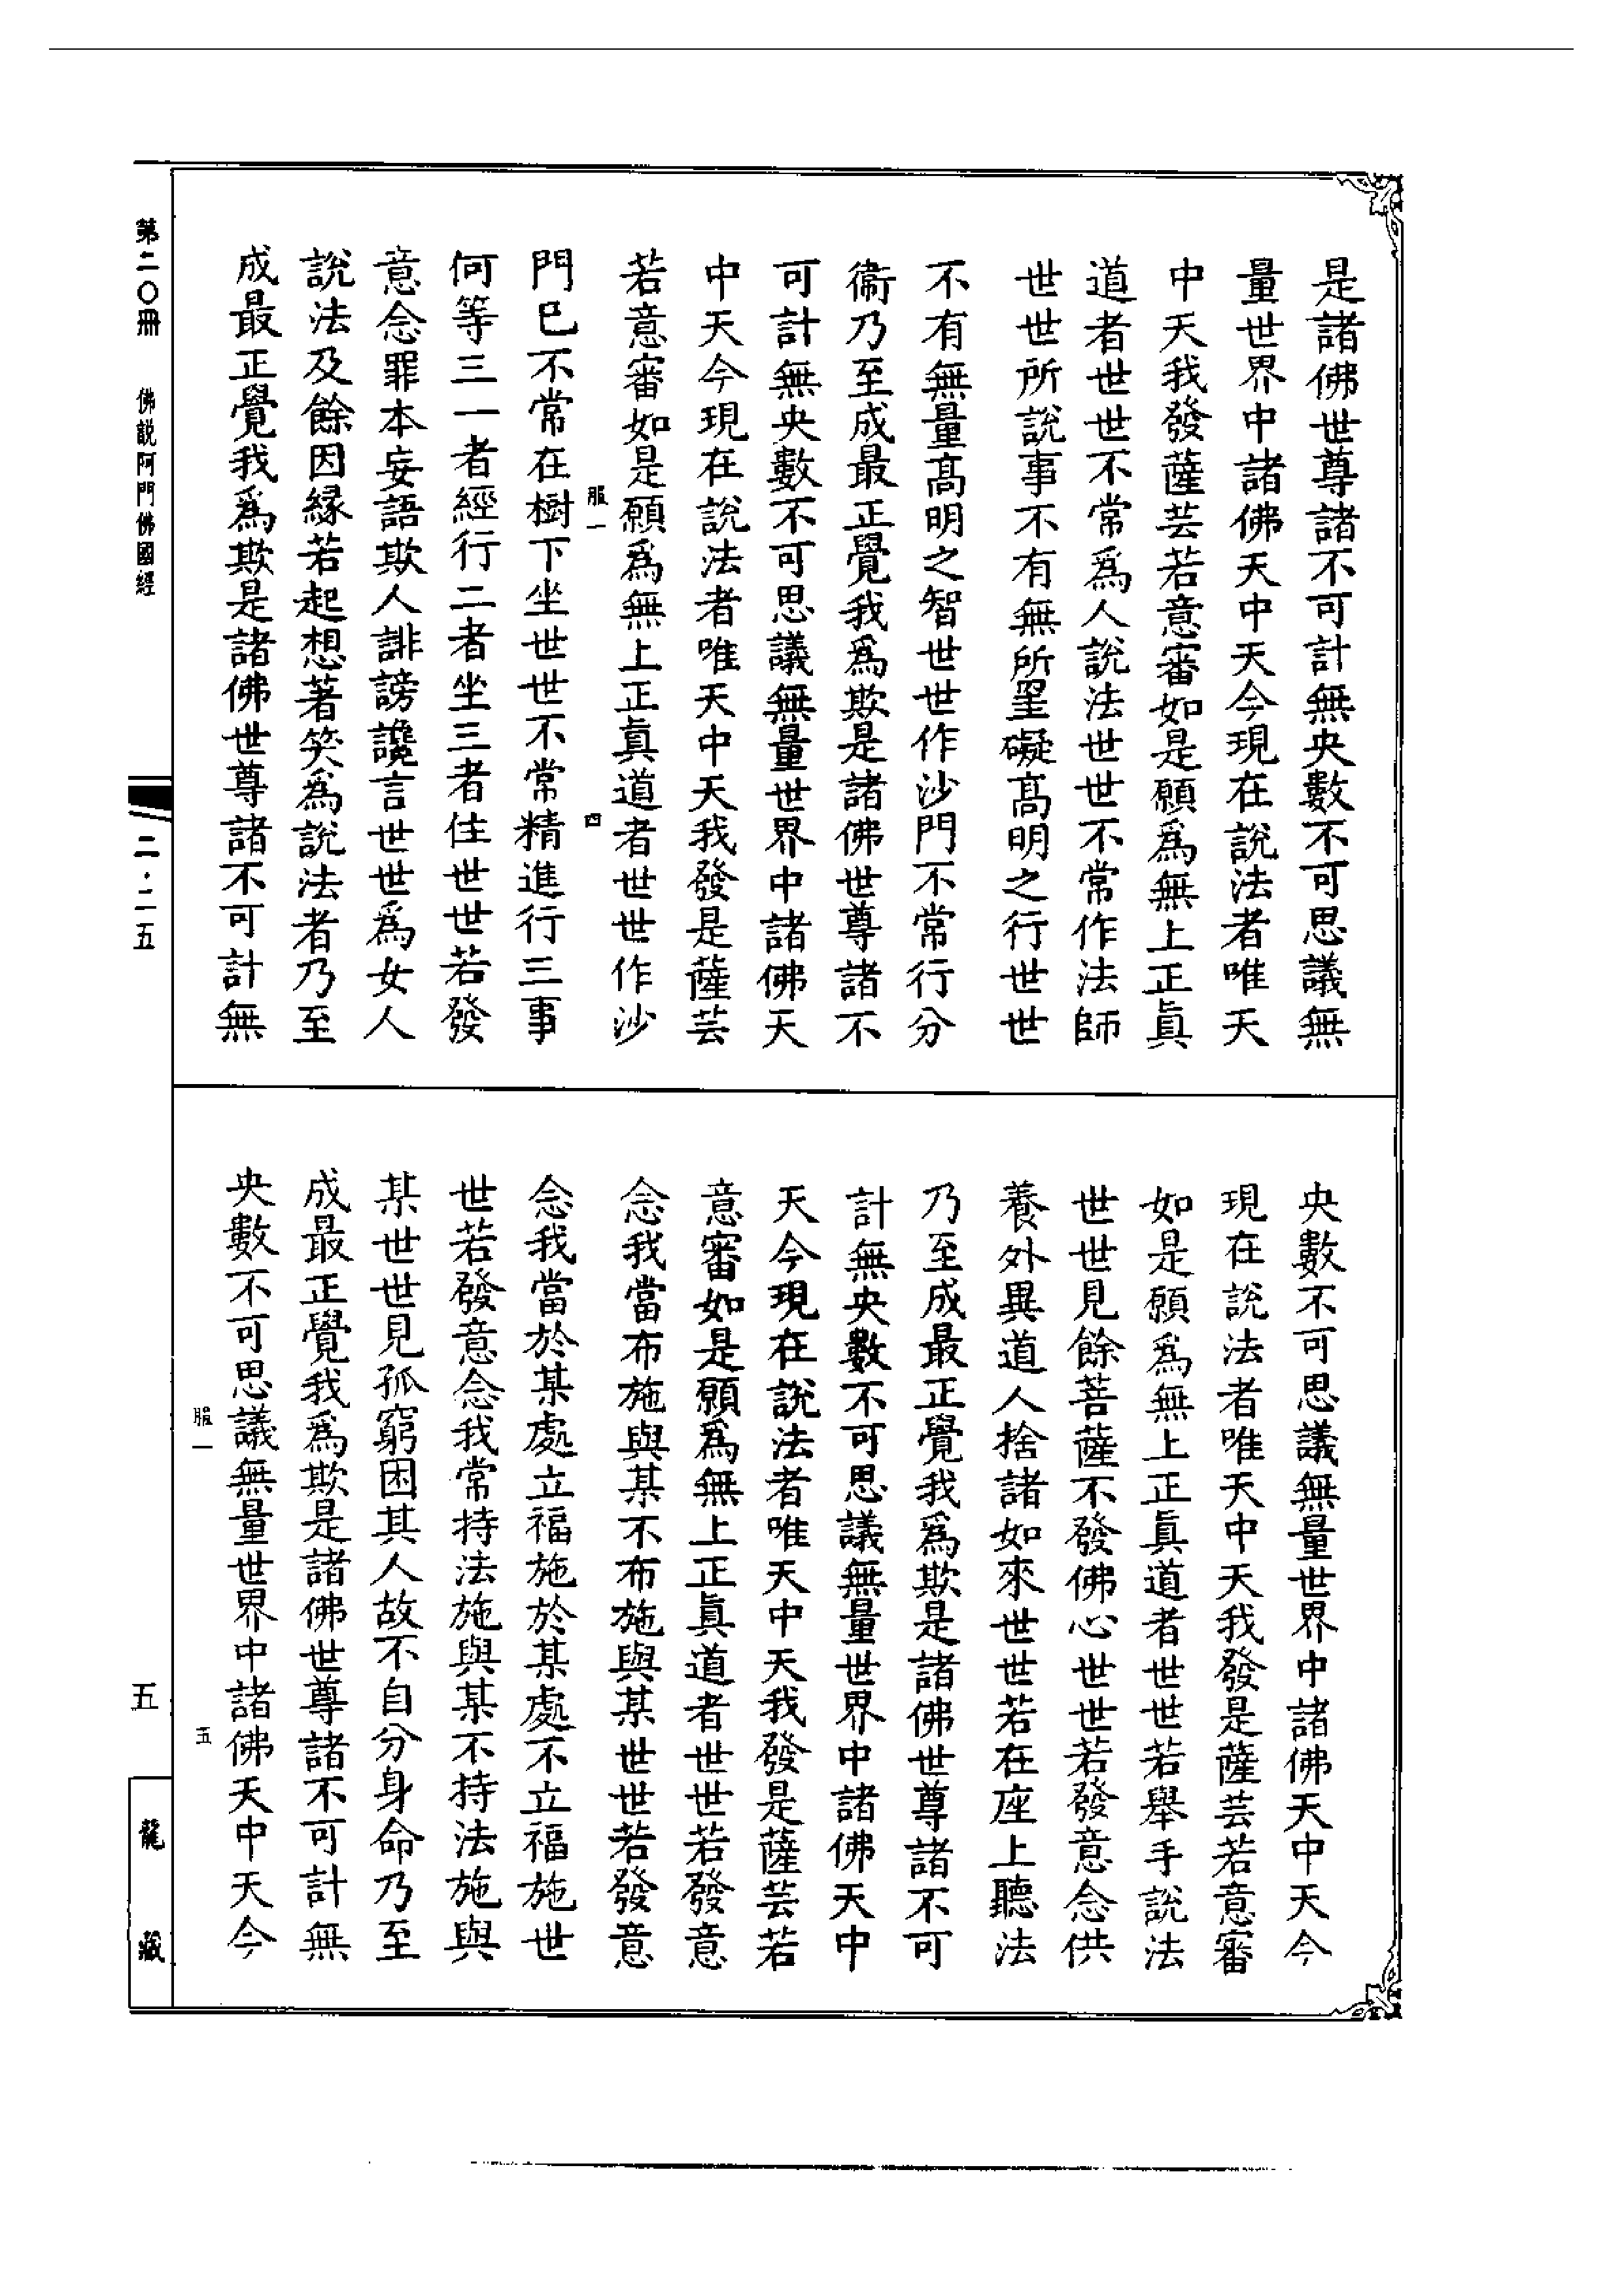 是諸佛世尊諸不可計無央數不可思議無
量世界中諸佛天中天今現在說法者唯天
中天我發薩芸若意審如是願爲無上正眞
道者世世不常爲人說法世世不常作法師
世世所說事不有無所罣礙高明之行世世
不有無量高明之智世世作沙門不常行分
衞乃至成最正覺我爲欺是諸佛世尊諸不
可計無央數不可思議無量世界中諸佛天
中天今現在說法者唯天中天我發是薩芸
若意審如是願爲無上正眞道者世世作沙
服一
四
門已不常在樹下坐世世不常精進行三事
何等三一者經行二者坐三者住世世若發
意念罪本妄語欺人誹謗讒言世世爲女人
說法及餘因緣若起想著笑爲說法者乃至
成最正覺我爲欺是諸佛世尊諸不可計無
央數不可思議無量世界中諸佛天中天今
現在說法者唯天中天我發是薩芸若意審
如是願爲無上正眞道者世世若舉手說法
世世見餘菩薩不發佛心世世若發意念供
養外異道人捨諸如來世世若在座上聽法
乃至成最正覺我爲欺是諸佛世尊諸不可
計無央數不可思議無量世界中諸佛天中
天今現在說法者唯天中天我發是薩芸若
意審如是願爲無上正眞道者世世若發意
念我當布施與某不布施與某世世若發意
念我當於某處立福施於某處不立福施世
世若發意念我常持法施與某不持法施與
某世世見孤窮困其人故不自分身命乃至
成最正覺我爲欺是諸佛世尊諸不可計無
央數不可思議無量世界中諸佛天中天今
服一
五
第二〇冊 佛說阿閦佛國經
二·二五
五
龍藏